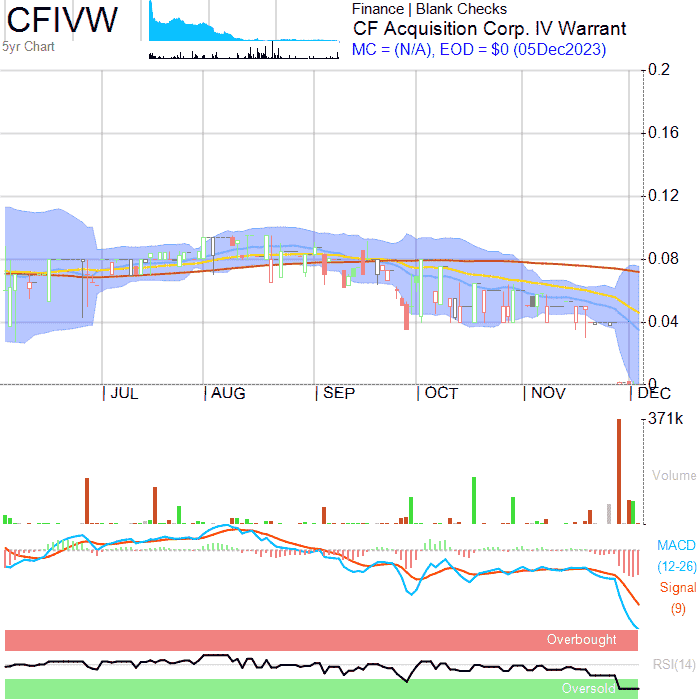 CFIVW
5yr Chart
Finance | Blank Checks
CF Acquisition Corp. IV Warrant
MC = (N/A), EOD = $0 (05Dec2023)
0.2
0.16
0.12
0.08
0.04
0
JUL AUG SEP OCT NOV DEC
371k
Volume
MACD
(12-26)
Signal
(9)
Overbought
RSI(14)
Oversold